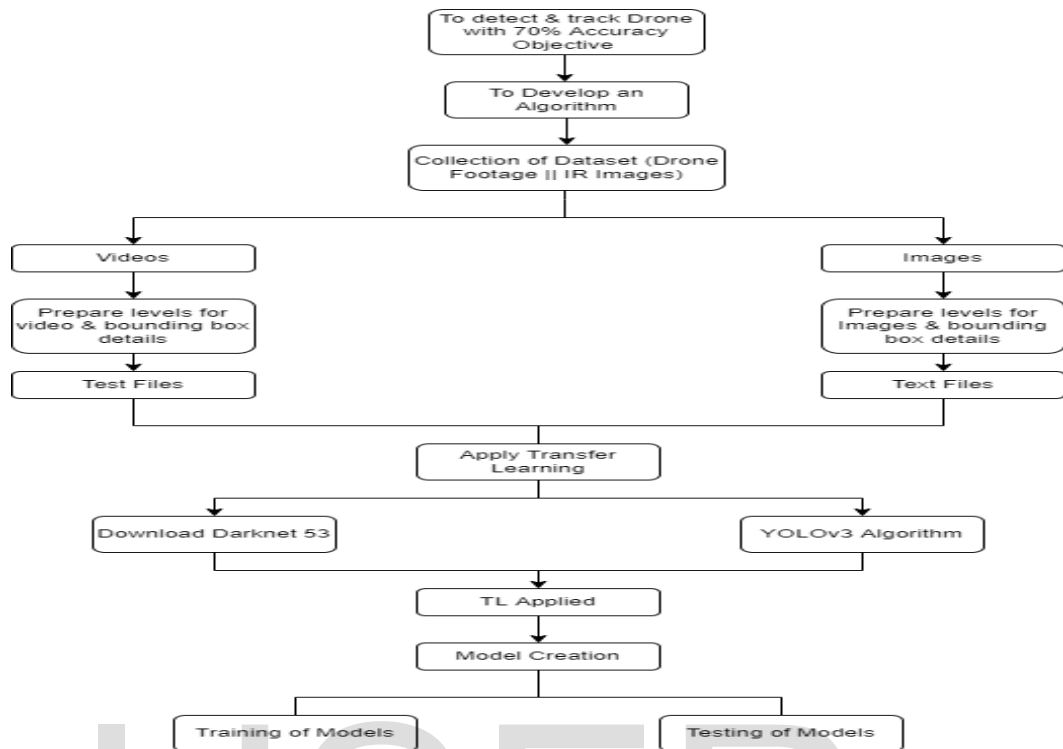 To detect & track Drone
with 70% Accuracy
Objective
To Develop an
Algorithm
Collection of Dataset (Drone
Footage || IR Images)
Videos
Images
Prepare levels for
video & bounding box
details
Prepare levels for
Images & bounding
box details
Test Files
Text Files
Apply Transfer
Learning
Download Darknet 53
YOLOv3 Algorithm
TL Applied
Model Creation
Training of Models
Testing of Models